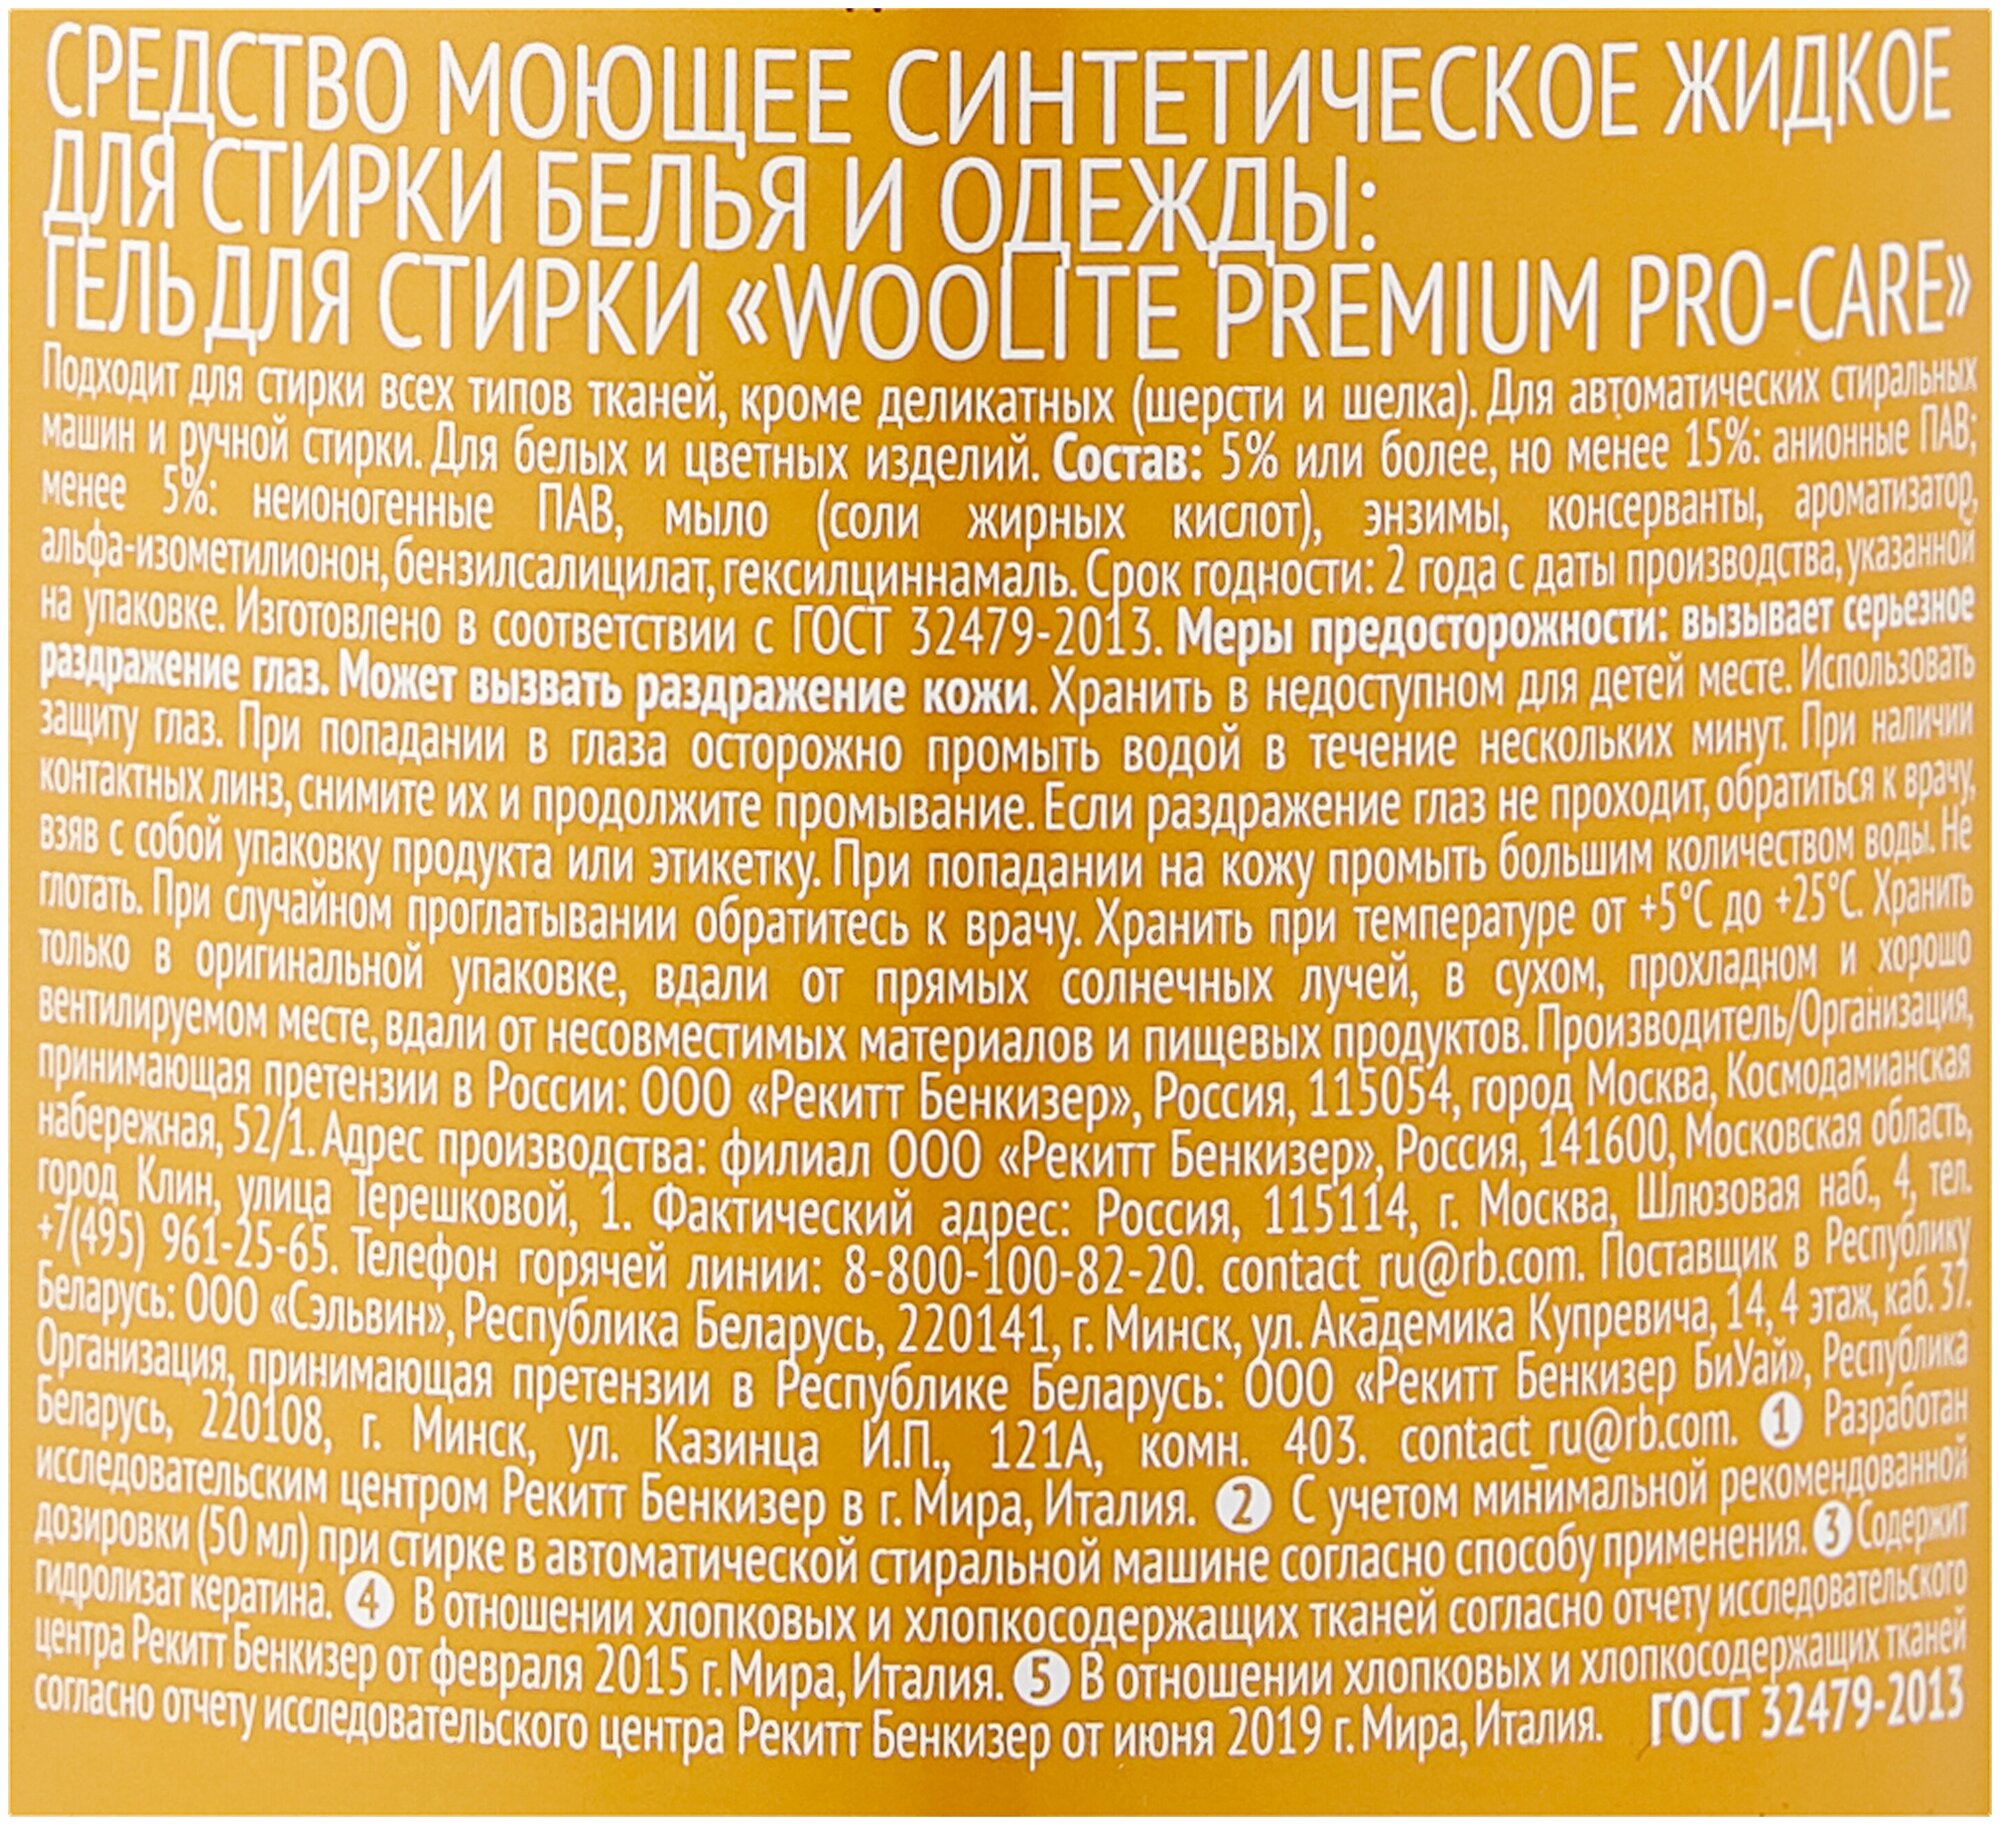 СРЕДСТВО МОЮЩЕЕ СИНТЕТИЧЕСКОЕ ЖИДКОЕ
ДЛЯ СТИРКИ БЕЛЬЯ И ОДЕЖДЫ:
ГЕЛЬ ДЛЯ СТИРКИ «WOOLITE PREMIUM PRO-CARE»
Подходит для стирки всех типов тканей, кроме деликатных (шерсти и шелка). Для автоматических стиральных
машин и ручной стирки. Для белых и цветных изделий. Состав: 5% или более, но менее 15%: анионные ПАВ;
менее 5%: неионогенные ПАВ, мыло (соли жирных кислот), энзимы, консерванты, ароматизатор,
альфа-изометилионон, бензилсалицилат, гексилциннамаль. Срок годности: 2 года с даты производства, указанной
на упаковке. Изготовлено в соответствии с ГОСТ 32479-2013. Меры предосторожности: вызывает серьезное
раздражение глаз. Может вызвать раздражение кожи. Хранить в недоступном для детей месте. Использовать
защиту глаз. При попадании в глаза осторожно промыть водой в течение нескольких минут. При наличии
контактных линз, снимите их и продолжите промывание. Если раздражение глаз не проходит, обратиться к врачу,
взяв с собой упаковку продукта или этикетку. При попадании на кожу промыть большим количеством воды. Не
глотать. При случайном проглатывании обратитесь к врачу. Хранить при температуре от +5°C до +25°C. Хранить
только в оригинальной упаковке, вдали от прямых солнечных лучей, в сухом, прохладном и хорошо
вентилируемом месте, вдали от несовместимых материалов и пищевых продуктов. Производитель/Организация,
принимающая претензии в России: ООО «Рекитт Бенкизер», Россия, 115054, город Москва, Космодамианская
набережная, 52/1. Адрес производства: филиал ООО «Рекитт Бенкизер», Россия, 141600, Московская область,
город Клин, улица Терешковой, 1. Фактический адрес: Россия, 115114, г. Москва, Шлюзовая наб., 4, тел.
+7(495) 961-25-65. Телефон горячей линии: 8-800-100-82-20. contact_ru@rb.com. Поставщик в Республику
Беларусь: ООО «Сэльвин», Республика Беларусь, 220141, г. Минск, ул. Академика Купревича, 14, 4 этаж, каб. 37.
Организация, принимающая претензии в Республике Беларусь: ООО «Рекитт Бенкизер БиУай», Республика
Беларусь, 220108, г. Минск, ул. Казинца И.П., 121А, комн. 403. contact_ru@rb.com. 1 Разработан
исследовательским центром Рекитт Бенкизер в г. Мира, Италия. 2 С учетом минимальной рекомендованной
дозировки (50 мл) при стирке в автоматической стиральной машине согласно способу применения. 3 Содержит
гидролизат кератина. 4 В отношении хлопковых и хлопкосодержащих тканей согласно отчету исследовательского
центра Рекитт Бенкизер от февраля 2015 г. Мира, Италия. 5 В отношении хлопковых и хлопкосодержащих тканей
согласно отчету исследовательского центра Рекитт Бенкизер от июня 2019 г. Мира, Италия. ГОСТ 32479-2013